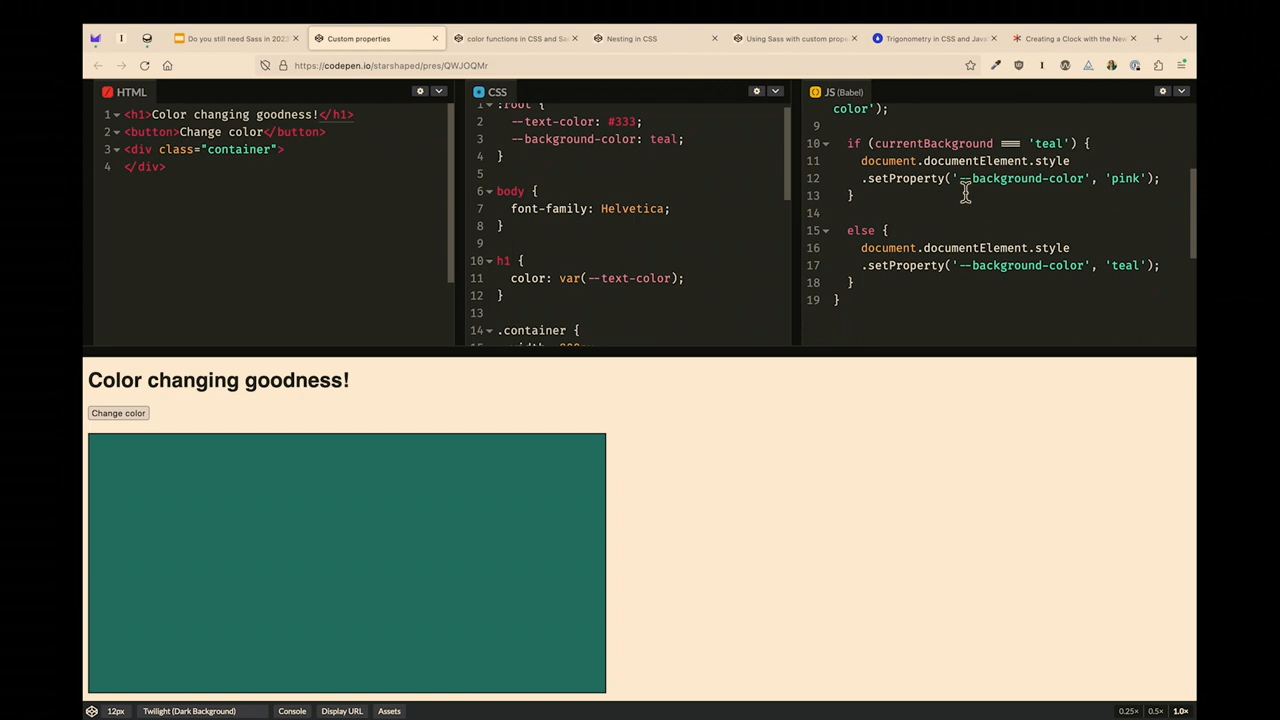 Do you still need Sass in 2023
Custom properties
color functions in CSS and Sas
Nesting in CSS
Using Sass with custom proper
Trigonometry in CSS and Java
Creating a Clock with the New
https://codepen.io/starshaped/pres/QWJOQMr
HTML
1 <h1>Color changing goodness!</h1>
2 <button>Change color</button>
3 <div class="container">
4 </div>
CSS
1 :root {
2 --text-color: #333;
3 --background-color: teal;
4 }
5
6 body {
7 font-family: Helvetica;
8 }
9
10 h1 {
11 color: var(--text-color);
12 }
13
14 .container {
JS (Babel)
color');
9
10 if (currentBackground === 'teal') {
11 document.documentElement.style
12 .setProperty('--background-color', 'pink');
13 }
14
15 else {
16 document.documentElement.style
17 .setProperty('--background-color', 'teal');
18 }
19 }
Color changing goodness!
Change color
12px
Twilight (Dark Background)
Console
Display URL
Assets
0.25×
0.5×
1.0×